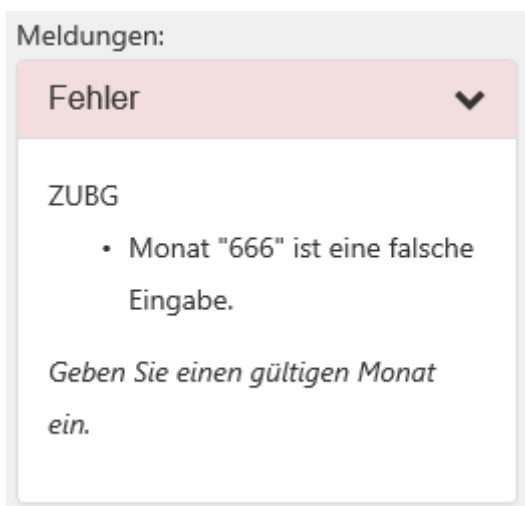 Meldungen:
Fehler
ZUBG
• Monat "666" ist eine falsche
Eingabe.
Geben Sie einen gültigen Monat
ein.